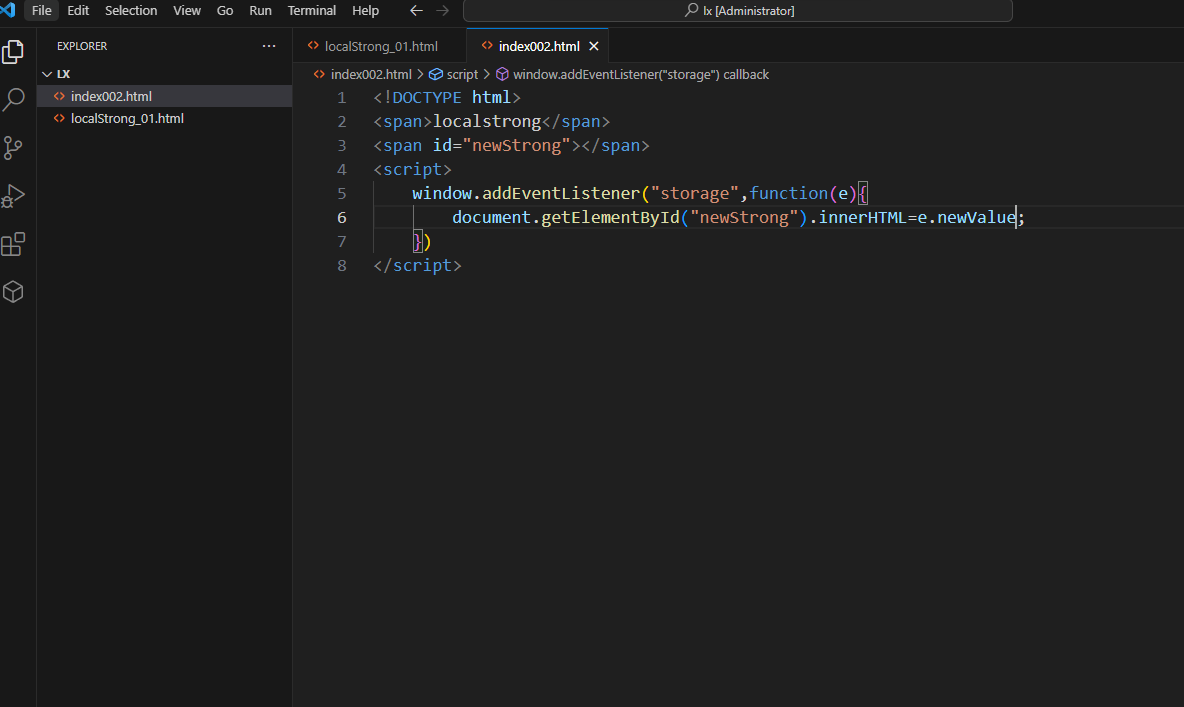 File Edit Selection View Go Run Terminal Help lx [Administrator]
EXPLORER ···
LX
index002.html
localStrong_01.html
localStrong_01.html index002.html
index002.html > script > window.addEventListener("storage") callback
1 <!DOCTYPE html>
2 <span>localstrong</span>
3 <span id="newStrong"></span>
4 <script>
5 window.addEventListener("storage",function(e){
6 document.getElementById("newStrong").innerHTML=e.newValue;
7 })
8 </script>